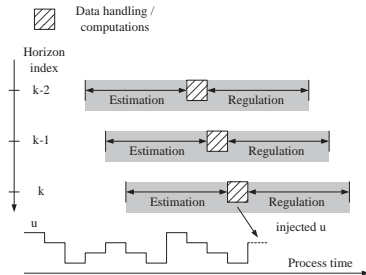 Data handling /
computations
Horizon
index
k-2
Estimation
Regulation
k-1
Estimation
Regulation
k
Estimation
Regulation
u
injected u
Process time